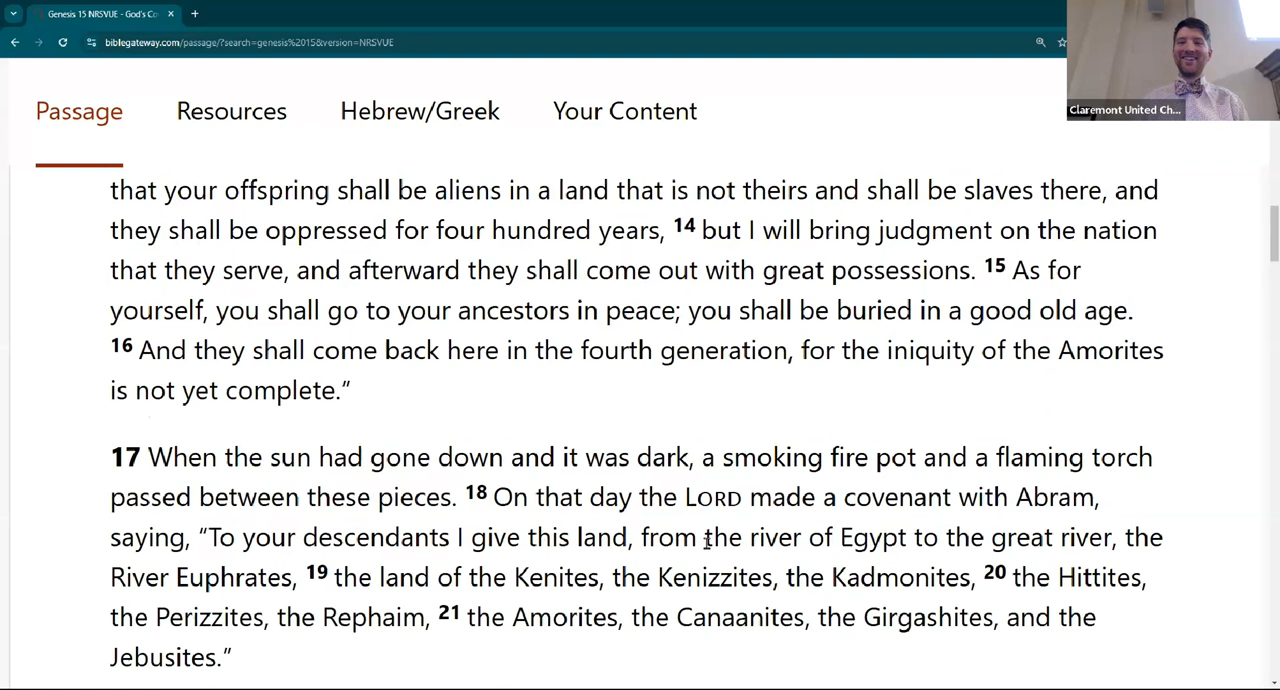 Genesis 15 NRSVUE - God's Co
biblegateway.com/passage/?search=genesis%2015&version=NRSVUE
Claremont United Ch...
Passage Resources Hebrew/Greek Your Content
that your offspring shall be aliens in a land that is not theirs and shall be slaves there, and
they shall be oppressed for four hundred years, 14 but I will bring judgment on the nation
that they serve, and afterward they shall come out with great possessions. 15 As for
yourself, you shall go to your ancestors in peace; you shall be buried in a good old age.
16 And they shall come back here in the fourth generation, for the iniquity of the Amorites
is not yet complete.”
17 When the sun had gone down and it was dark, a smoking fire pot and a flaming torch
passed between these pieces. 18 On that day the LORD made a covenant with Abram,
saying, “To your descendants I give this land, from the river of Egypt to the great river, the
River Euphrates, 19 the land of the Kenites, the Kenizzites, the Kadmonites, 20 the Hittites,
the Perizzites, the Rephaim, 21 the Amorites, the Canaanites, the Girgashites, and the
Jebusites.”